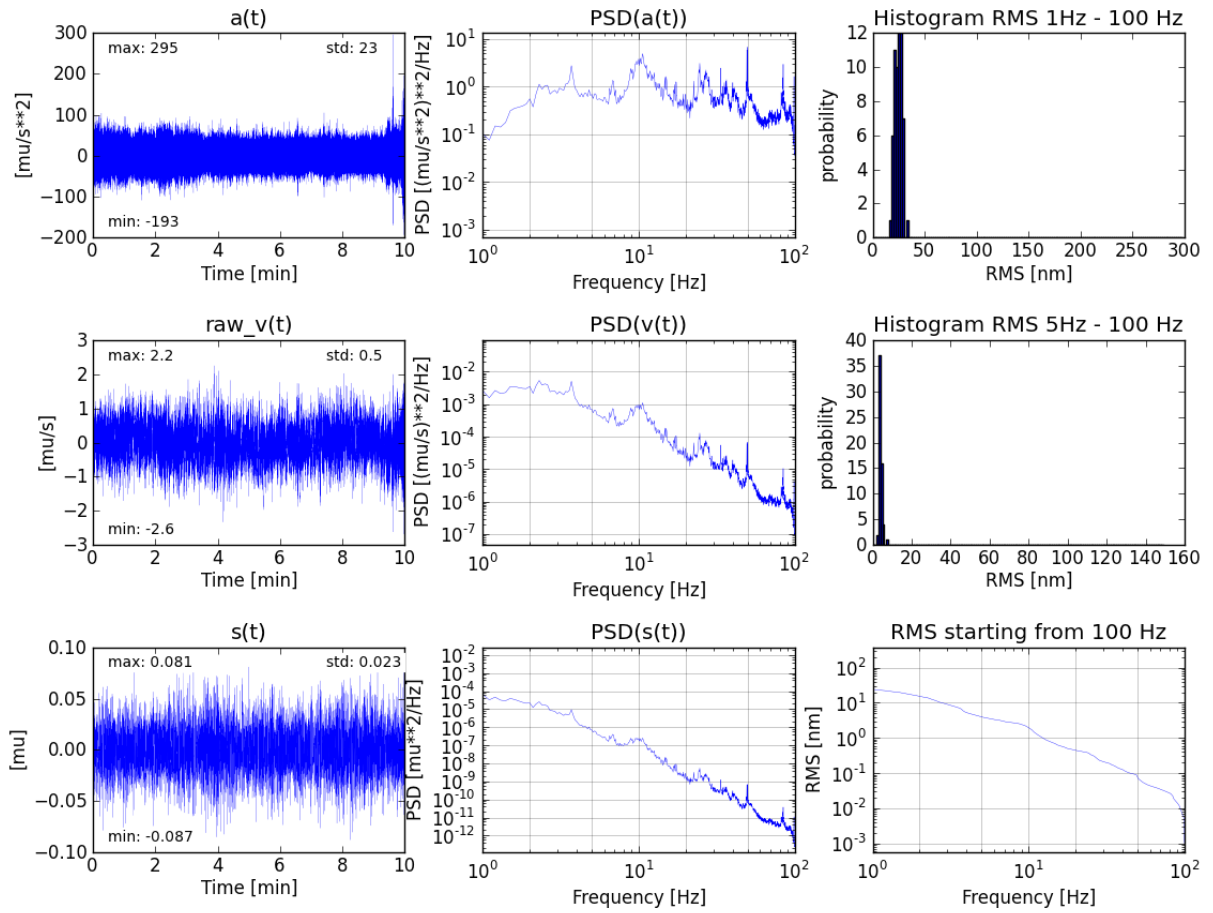 a(t)
max: 295
std: 23
min: -193
[mu/s**2]
300
200
100
0
−100
−200
0 2 4 6 8 10
Time [min]
PSD(a(t))
PSD [(mu/s**2)**2/Hz]
10^1
10^0
10^-1
10^-2
10^-3
10^0 10^1 10^2
Frequency [Hz]
Histogram RMS 1Hz - 100 Hz
probability
12
10
8
6
4
2
0
0 50 100 150 200 250 300
RMS [nm]
raw_v(t)
max: 2.2
std: 0.5
min: -2.6
[mu/s]
3
2
1
0
−1
−2
−3
0 2 4 6 8 10
Time [min]
PSD(v(t))
PSD [(mu/s)**2/Hz]
10^-2
10^-3
10^-4
10^-5
10^-6
10^-7
10^0 10^1 10^2
Frequency [Hz]
Histogram RMS 5Hz - 100 Hz
probability
40
35
30
25
20
15
10
5
0
0 20 40 60 80 100 120 140 160
RMS [nm]
s(t)
max: 0.081
std: 0.023
min: -0.087
[mu]
0.10
0.05
0.00
−0.05
−0.10
0 2 4 6 8 10
Time [min]
PSD(s(t))
PSD [mu**2/Hz]
10^-2
10^-3
10^-4
10^-5
10^-6
10^-7
10^-8
10^-9
10^-10
10^-11
10^-12
10^0 10^1 10^2
Frequency [Hz]
RMS starting from 100 Hz
RMS [nm]
10^2
10^1
10^0
10^-1
10^-2
10^-3
10^0 10^1 10^2
Frequency [Hz]